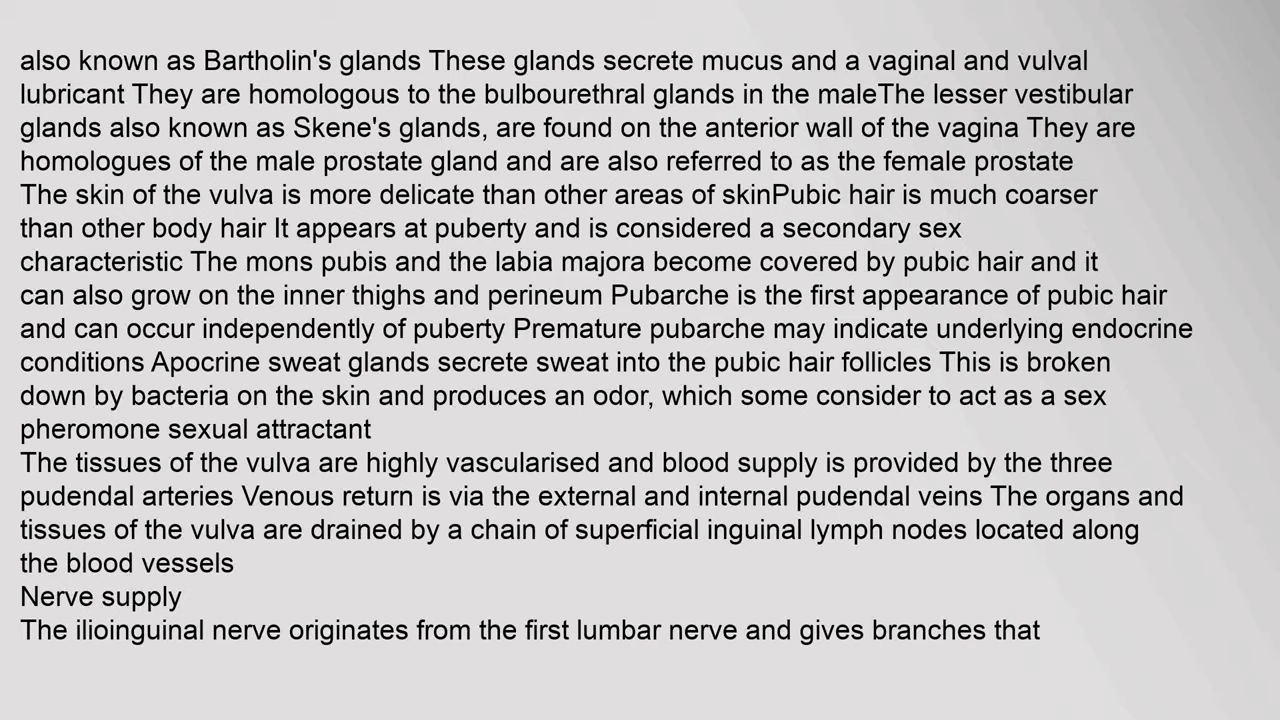 also known as Bartholin's glands These glands secrete mucus and a vaginal and vulval
lubricant They are homologous to the bulbourethral glands in the maleThe lesser vestibular
glands also known as Skene's glands, are found on the anterior wall of the vagina They are
homologues of the male prostate gland and are also referred to as the female prostate
The skin of the vulva is more delicate than other areas of skinPubic hair is much coarser
than other body hair It appears at puberty and is considered a secondary sex
characteristic The mons pubis and the labia majora become covered by pubic hair and it
can also grow on the inner thighs and perineum Pubarche is the first appearance of pubic hair
and can occur independently of puberty Premature pubarche may indicate underlying endocrine
conditions Apocrine sweat glands secrete sweat into the pubic hair follicles This is broken
down by bacteria on the skin and produces an odor, which some consider to act as a sex
pheromone sexual attractant
The tissues of the vulva are highly vascularised and blood supply is provided by the three
pudendal arteries Venous return is via the external and internal pudendal veins The organs and
tissues of the vulva are drained by a chain of superficial inguinal lymph nodes located along
the blood vessels
Nerve supply
The ilioinguinal nerve originates from the first lumbar nerve and gives branches that